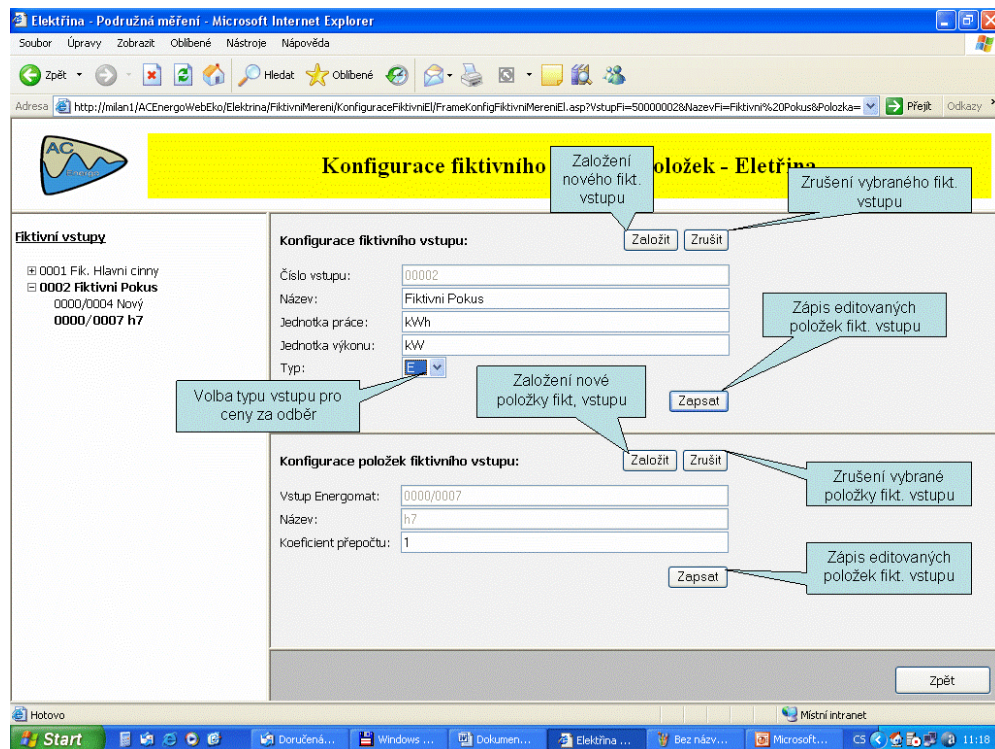 Elektřina - Podružná měření - Microsoft Internet Explorer
Soubor Úpravy Zobrazit Oblíbené Nástroje Nápověda
Zpět Hledat Oblíbené
Adresa http://milan1/ACEnergoWebEko/Elektrina/FiktivniMereni/KonfiguraceFiktivniEl/FrameKonfigFiktivniMereniEl.asp?VstupFi=50000002&NazevFi=Fiktivni%20Pokus&Polozka= Přejít Odkazy
AC
Energo
Konfigurace fiktivního oložek - Eletřina
Založení
nového fikt.
vstupu
Zrušení vybraného fikt.
vstupu
Fiktivní vstupy
0001 Fik. Hlavni cinny
0002 Fiktivni Pokus
0000/0004 Nový
0000/0007 h7
Konfigurace fiktivního vstupu: Založit Zrušit
Číslo vstupu: 00002
Název: Fiktivni Pokus
Jednotka práce: kWh
Jednotka výkonu: kW
Typ: E
Zápis editovaných
položek fikt. vstupu
Volba typu vstupu pro
ceny za odběr
Založení nové
položky fikt, vstupu
Zapsat
Konfigurace položek fiktivního vstupu: Založit Zrušit
Vstup Energomat: 0000/0007
Název: h7
Koeficient přepočtu: 1
Zrušení vybrané
položky fikt. vstupu
Zapsat
Zápis editovaných
položek fikt. vstupu
Zpět
Hotovo Místní intranet
Start Doručená... Windows ... Dokumen... Elektřina ... Bez názv... Microsoft... CS 11:18